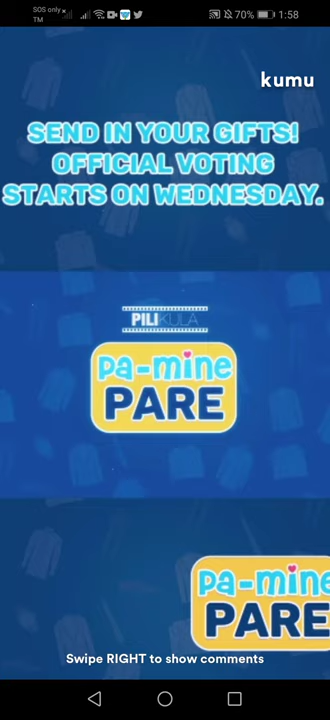 SOS only
TM
70%
1:58
kumu
SEND IN YOUR GIFTS!
OFFICIAL VOTING
STARTS ON WEDNESDAY.
PILIKULA
pa-mine
PARE
pa-mine
PARE
Swipe RIGHT to show comments